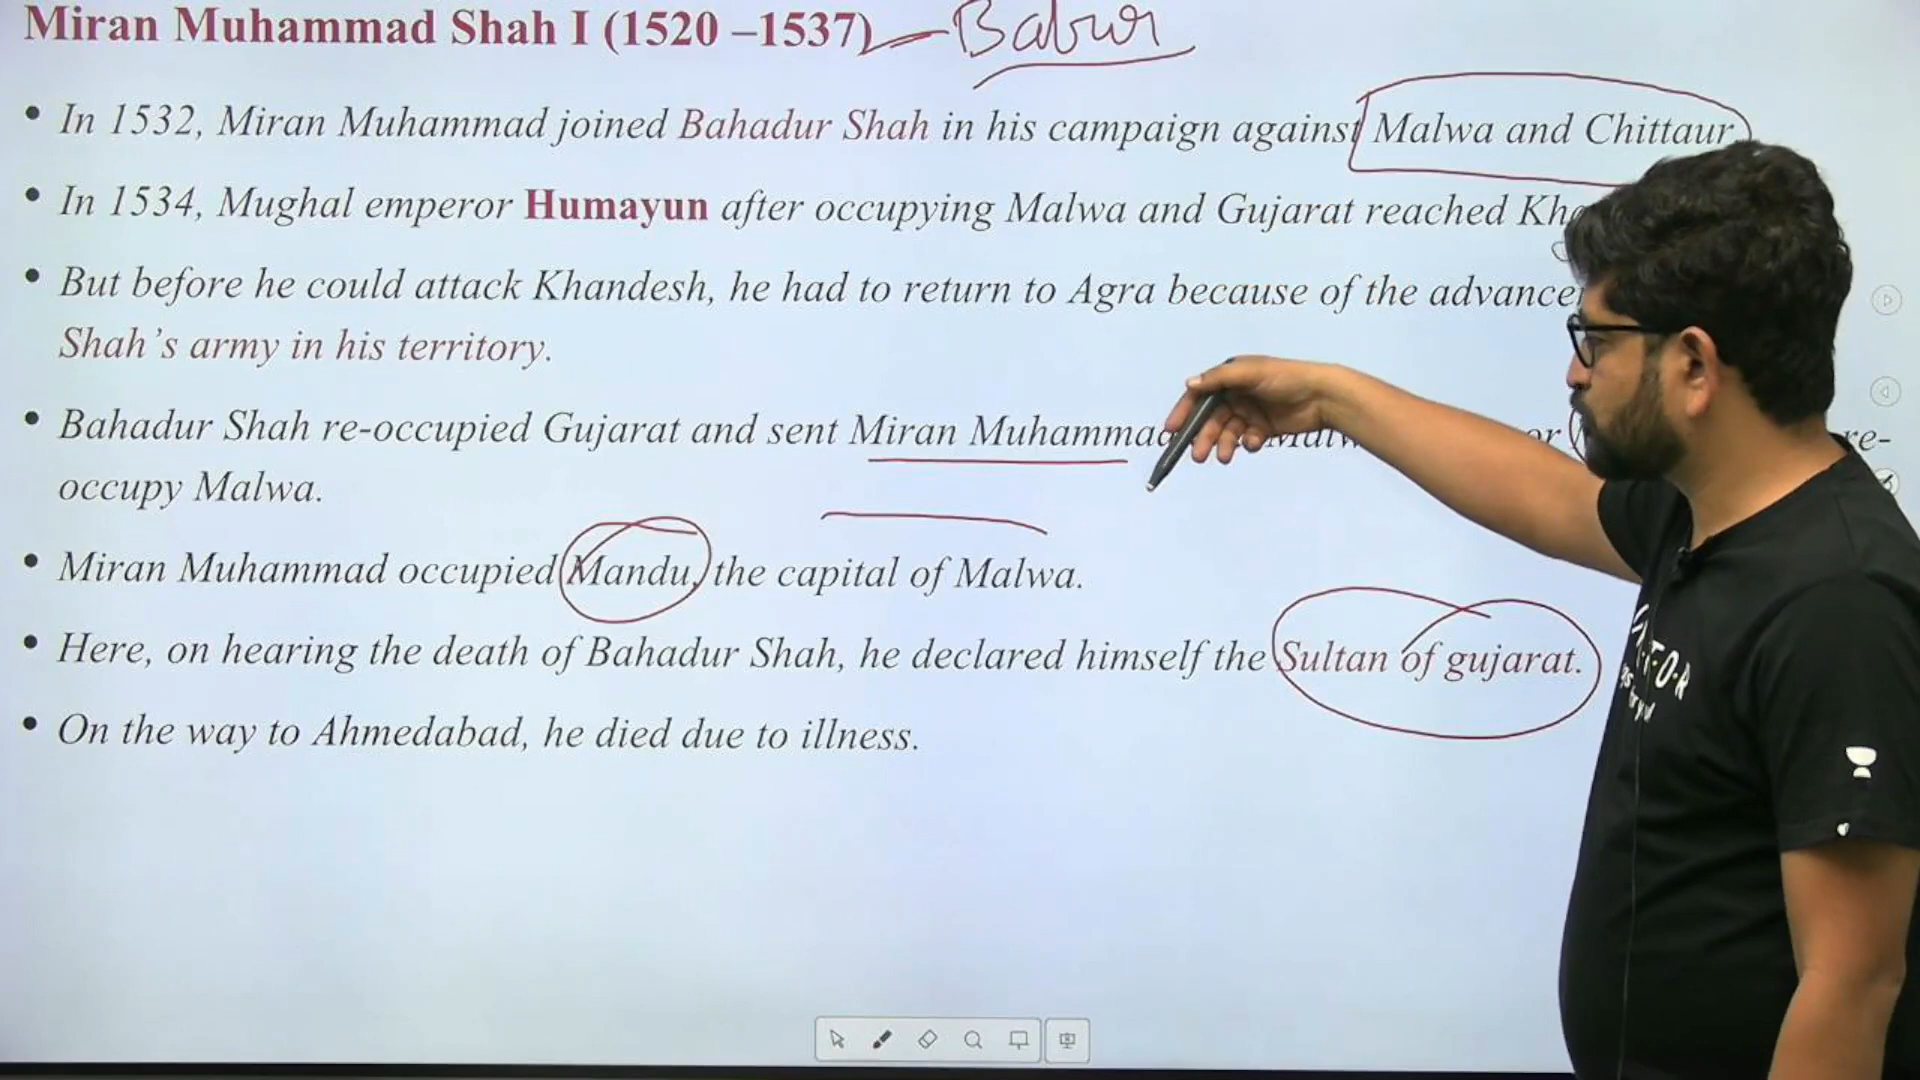 Miran Muhammad Shah I (1520 –1537) Babur
• In 1532, Miran Muhammad joined Bahadur Shah in his campaign against Malwa and Chittaur
• In 1534, Mughal emperor Humayun after occupying Malwa and Gujarat reached
• But before he could attack Khandesh, he had to return to Agra because of the
Shah's army in his territory.
• Bahadur Shah re-occupied Gujarat and sent Miran re-
occupy Malwa.
• Miran Muhammad occupied Mandu, the capital of Malwa.
• Here, on hearing the death of Bahadur Shah, he declared himself the Sultan of gujarat.
• On the way to Ahmedabad, he died due to illness.